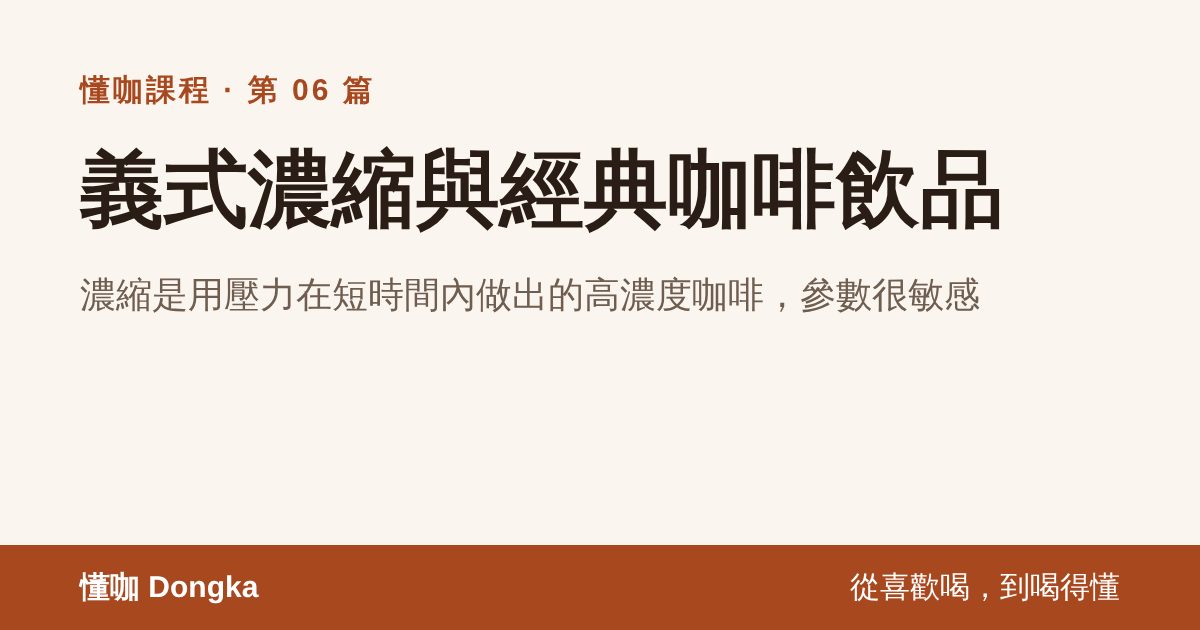 懂咖課程 · 第 06 篇
義式濃縮與經典咖啡飲品
濃縮是用壓力在短時間內做出的高濃度咖啡，參數很敏感
懂咖 Dongka
從喜歡喝，到喝得懂